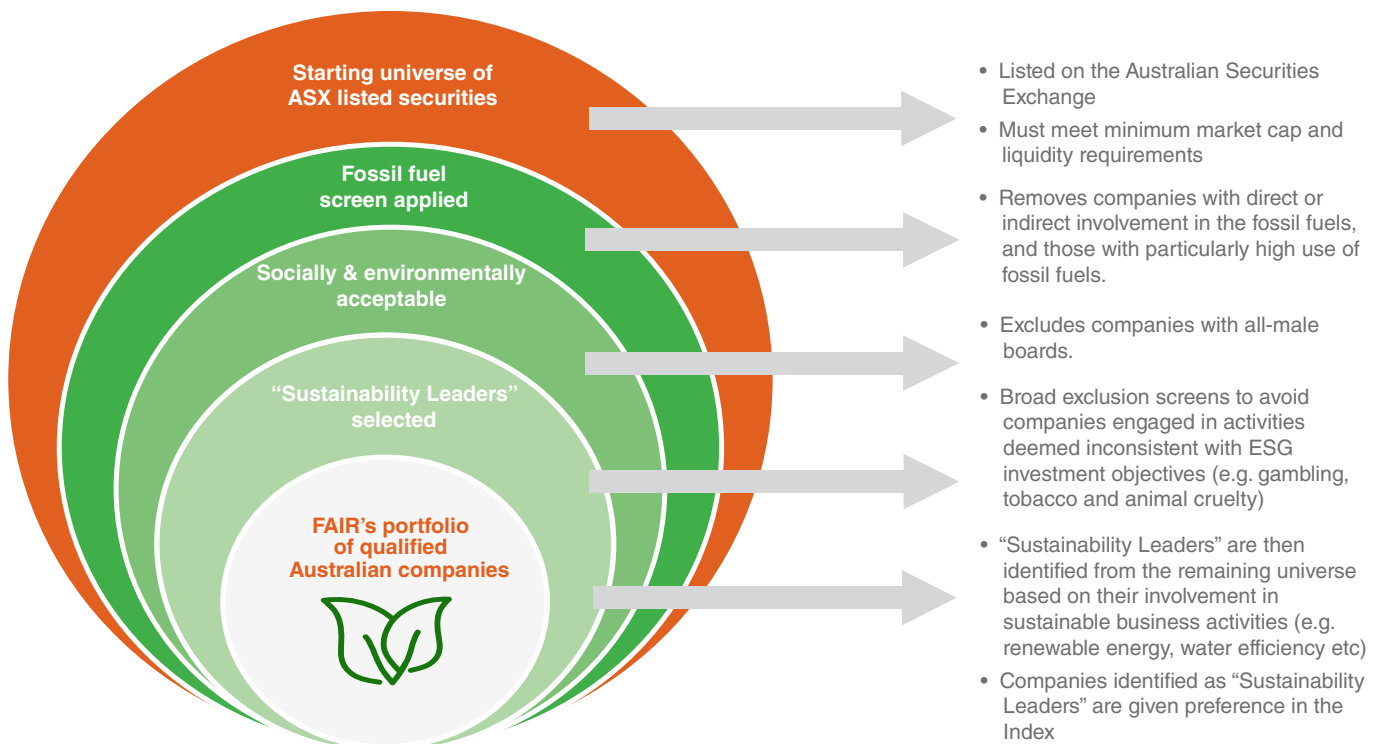 Starting universe of
ASX listed securities
Fossil fuel
screen applied
Socially & environmentally
acceptable
“Sustainability Leaders”
selected
FAIR’s portfolio
of qualified
Australian companies
• Listed on the Australian Securities
Exchange
• Must meet minimum market cap and
liquidity requirements
• Removes companies with direct or
indirect involvement in the fossil fuels,
and those with particularly high use of
fossil fuels.
• Excludes companies with all-male
boards.
• Broad exclusion screens to avoid
companies engaged in activities
deemed inconsistent with ESG
investment objectives (e.g. gambling,
tobacco and animal cruelty)
• “Sustainability Leaders” are then
identified from the remaining universe
based on their involvement in
sustainable business activities (e.g.
renewable energy, water efficiency etc)
• Companies identified as “Sustainability
Leaders” are given preference in the
Index